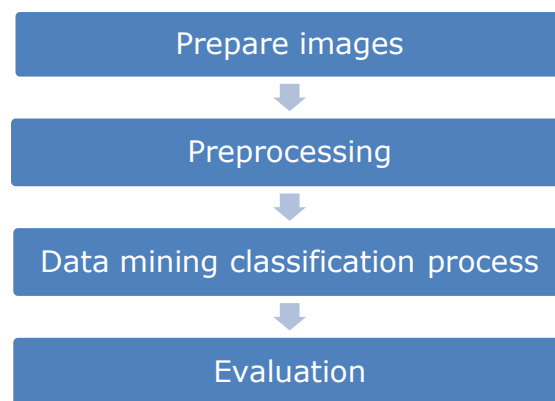 Prepare images
Preprocessing
Data mining classification process
Evaluation